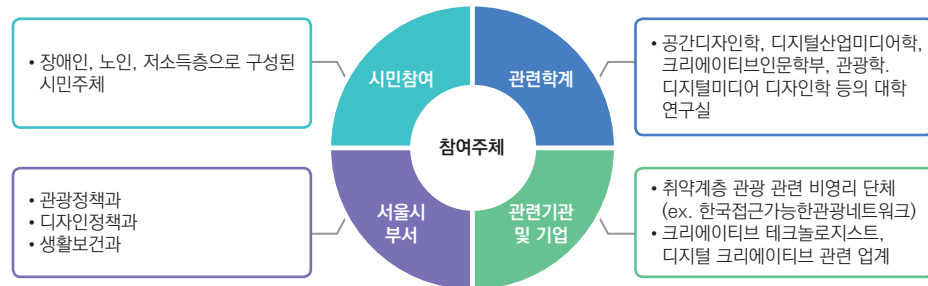 • 장애인, 노인, 저소득층으로 구성된
시민주체
시민참여
관련학계
• 공간디자인학, 디지털산업미디어학,
크리에이티브인문학부, 관광학.
디지털미디어 디자인학 등의 대학
연구실
참여주체
• 관광정책과
• 디자인정책과
• 생활보건과
서울시
부서
관련기관
및 기업
• 취약계층 관광 관련 비영리 단체
(ex. 한국접근가능한관광네트워크)
• 크리에이티브 테크놀로지스트,
디지털 크리에이티브 관련 업계